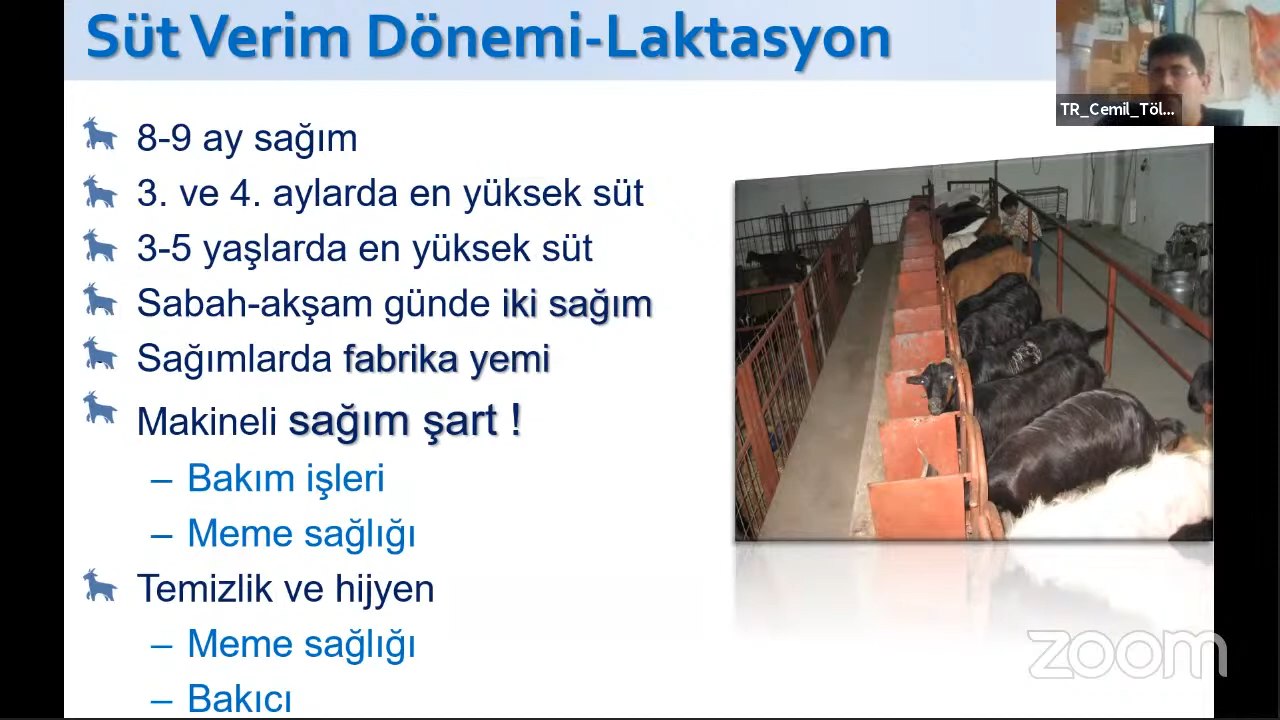 Süt Verim Dönemi-Laktasyon
TR_Cemil_Töl...
8-9 ay sağım
3. ve 4. aylarda en yüksek süt
3-5 yaşlarda en yüksek süt
Sabah-akşam günde iki sağım
Sağımlarda fabrika yemi
Makineli sağım şart !
– Bakım işleri
– Meme sağlığı
Temizlik ve hijyen
– Meme sağlığı
– Bakıcı
zoom